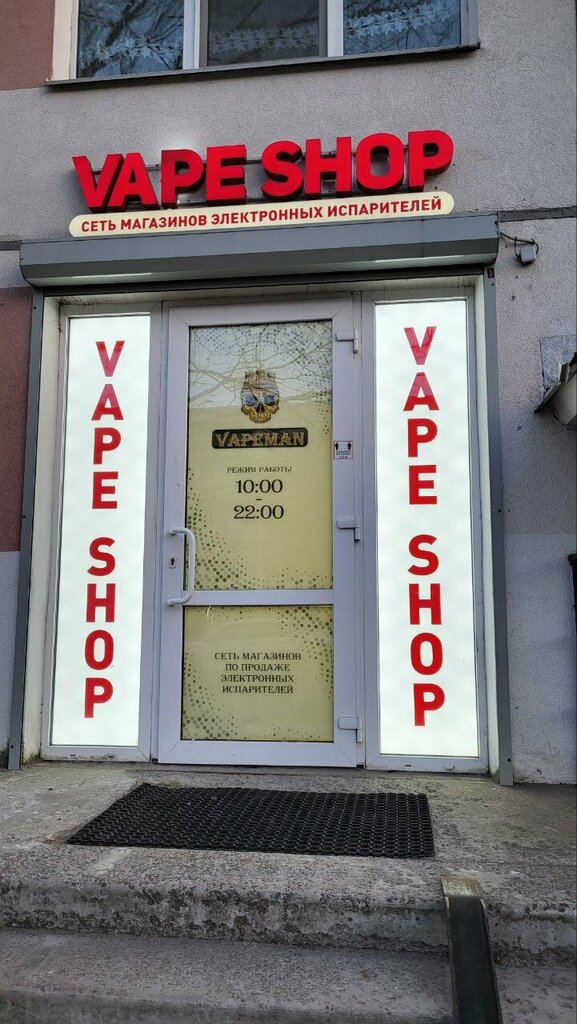 VAPE SHOP
СЕТЬ МАГАЗИНОВ ЭЛЕКТРОННЫХ ИСПАРИТЕЛЕЙ
VAPE SHOP
VAPEMAN
РЕЖИМ РАБОТЫ
10:00
-
22:00
СЕТЬ МАГАЗИНОВ
ПО ПРОДАЖЕ
ЭЛЕКТРОННЫХ
ИСПАРИТЕЛЕЙ
VAPE SHOP